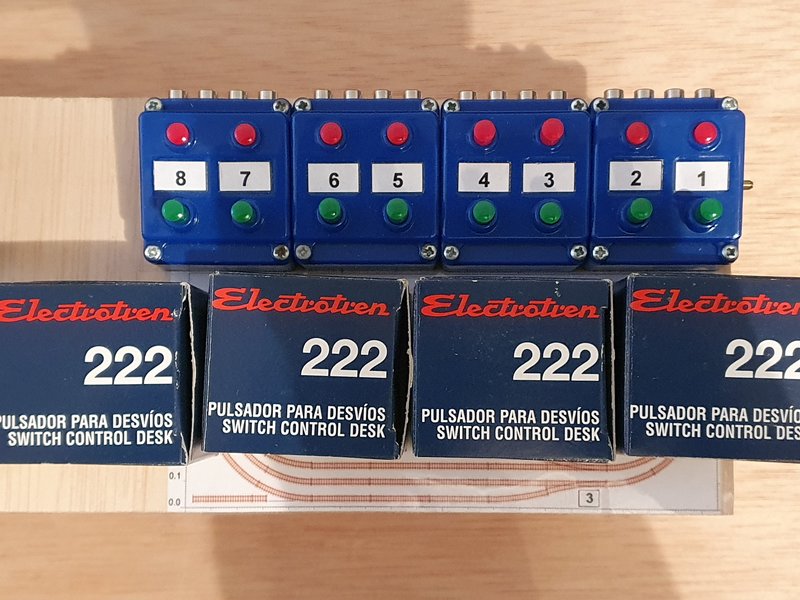 8 7 6 5 4 3 2 1
Electrotren
222
PULSADOR PARA DESVÍOS
SWITCH CONTROL DESK
Electrotren
222
PULSADOR PARA DESVÍOS
SWITCH CONTROL DESK
Electrotren
222
PULSADOR PARA DESVÍOS
SWITCH CONTROL DESK
Electrotren
222
PULSADOR PARA DESVÍOS
SWITCH CONTROL DESK
0.1
0.0
3